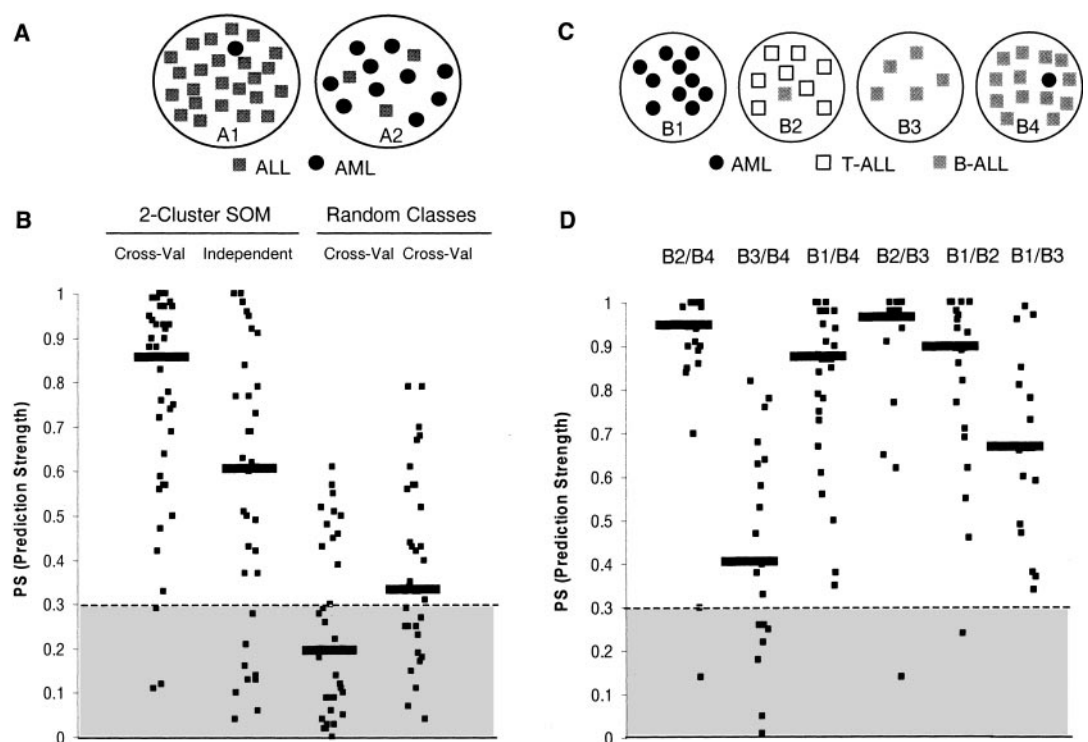 A
A1
A2
ALL AML
C
B1
B2
B3
B4
AML T-ALL B-ALL
B
2-Cluster SOM Random Classes
Cross-Val Independent Cross-Val Cross-Val
PS (Prediction Strength)
1
0.9
0.8
0.7
0.6
0.5
0.4
0.3
0.2
0.1
0
D
B2/B4 B3/B4 B1/B4 B2/B3 B1/B2 B1/B3
PS (Prediction Strength)
1
0.9
0.8
0.7
0.6
0.5
0.4
0.3
0.2
0.1
0